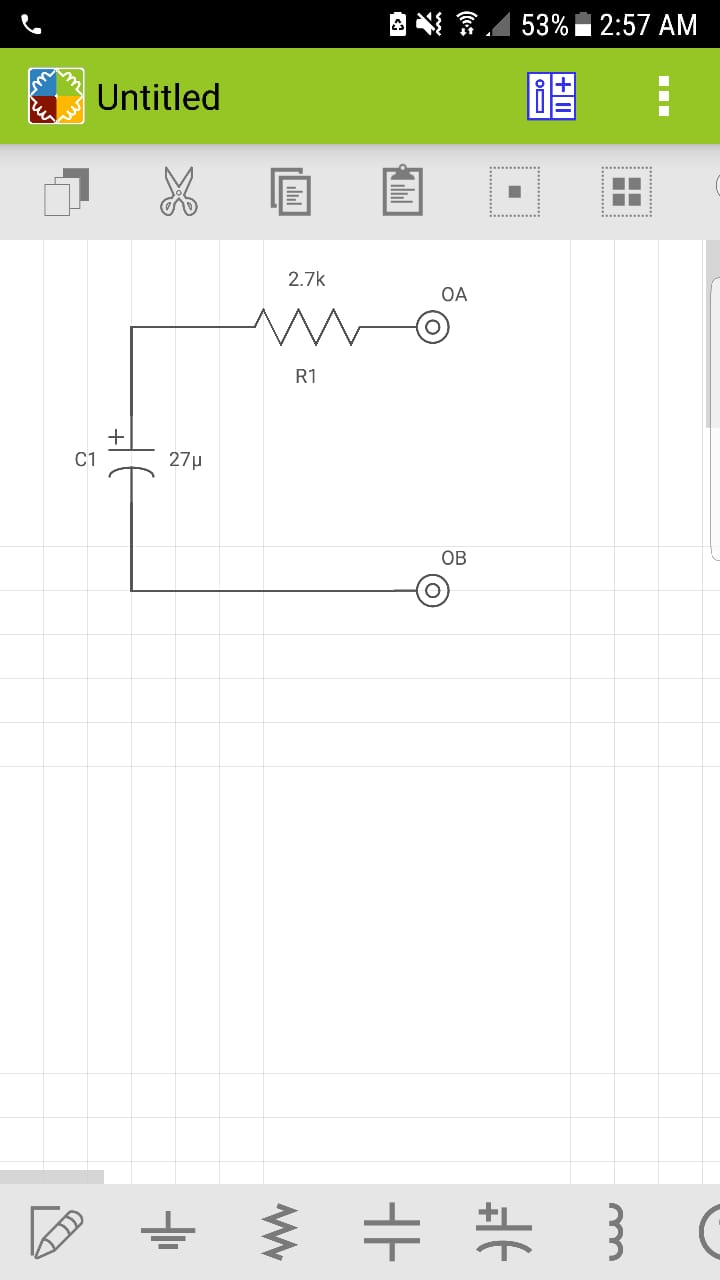 53% 2:57 AM
Untitled
2.7k
OA
R1
+
C1 27µ
OB